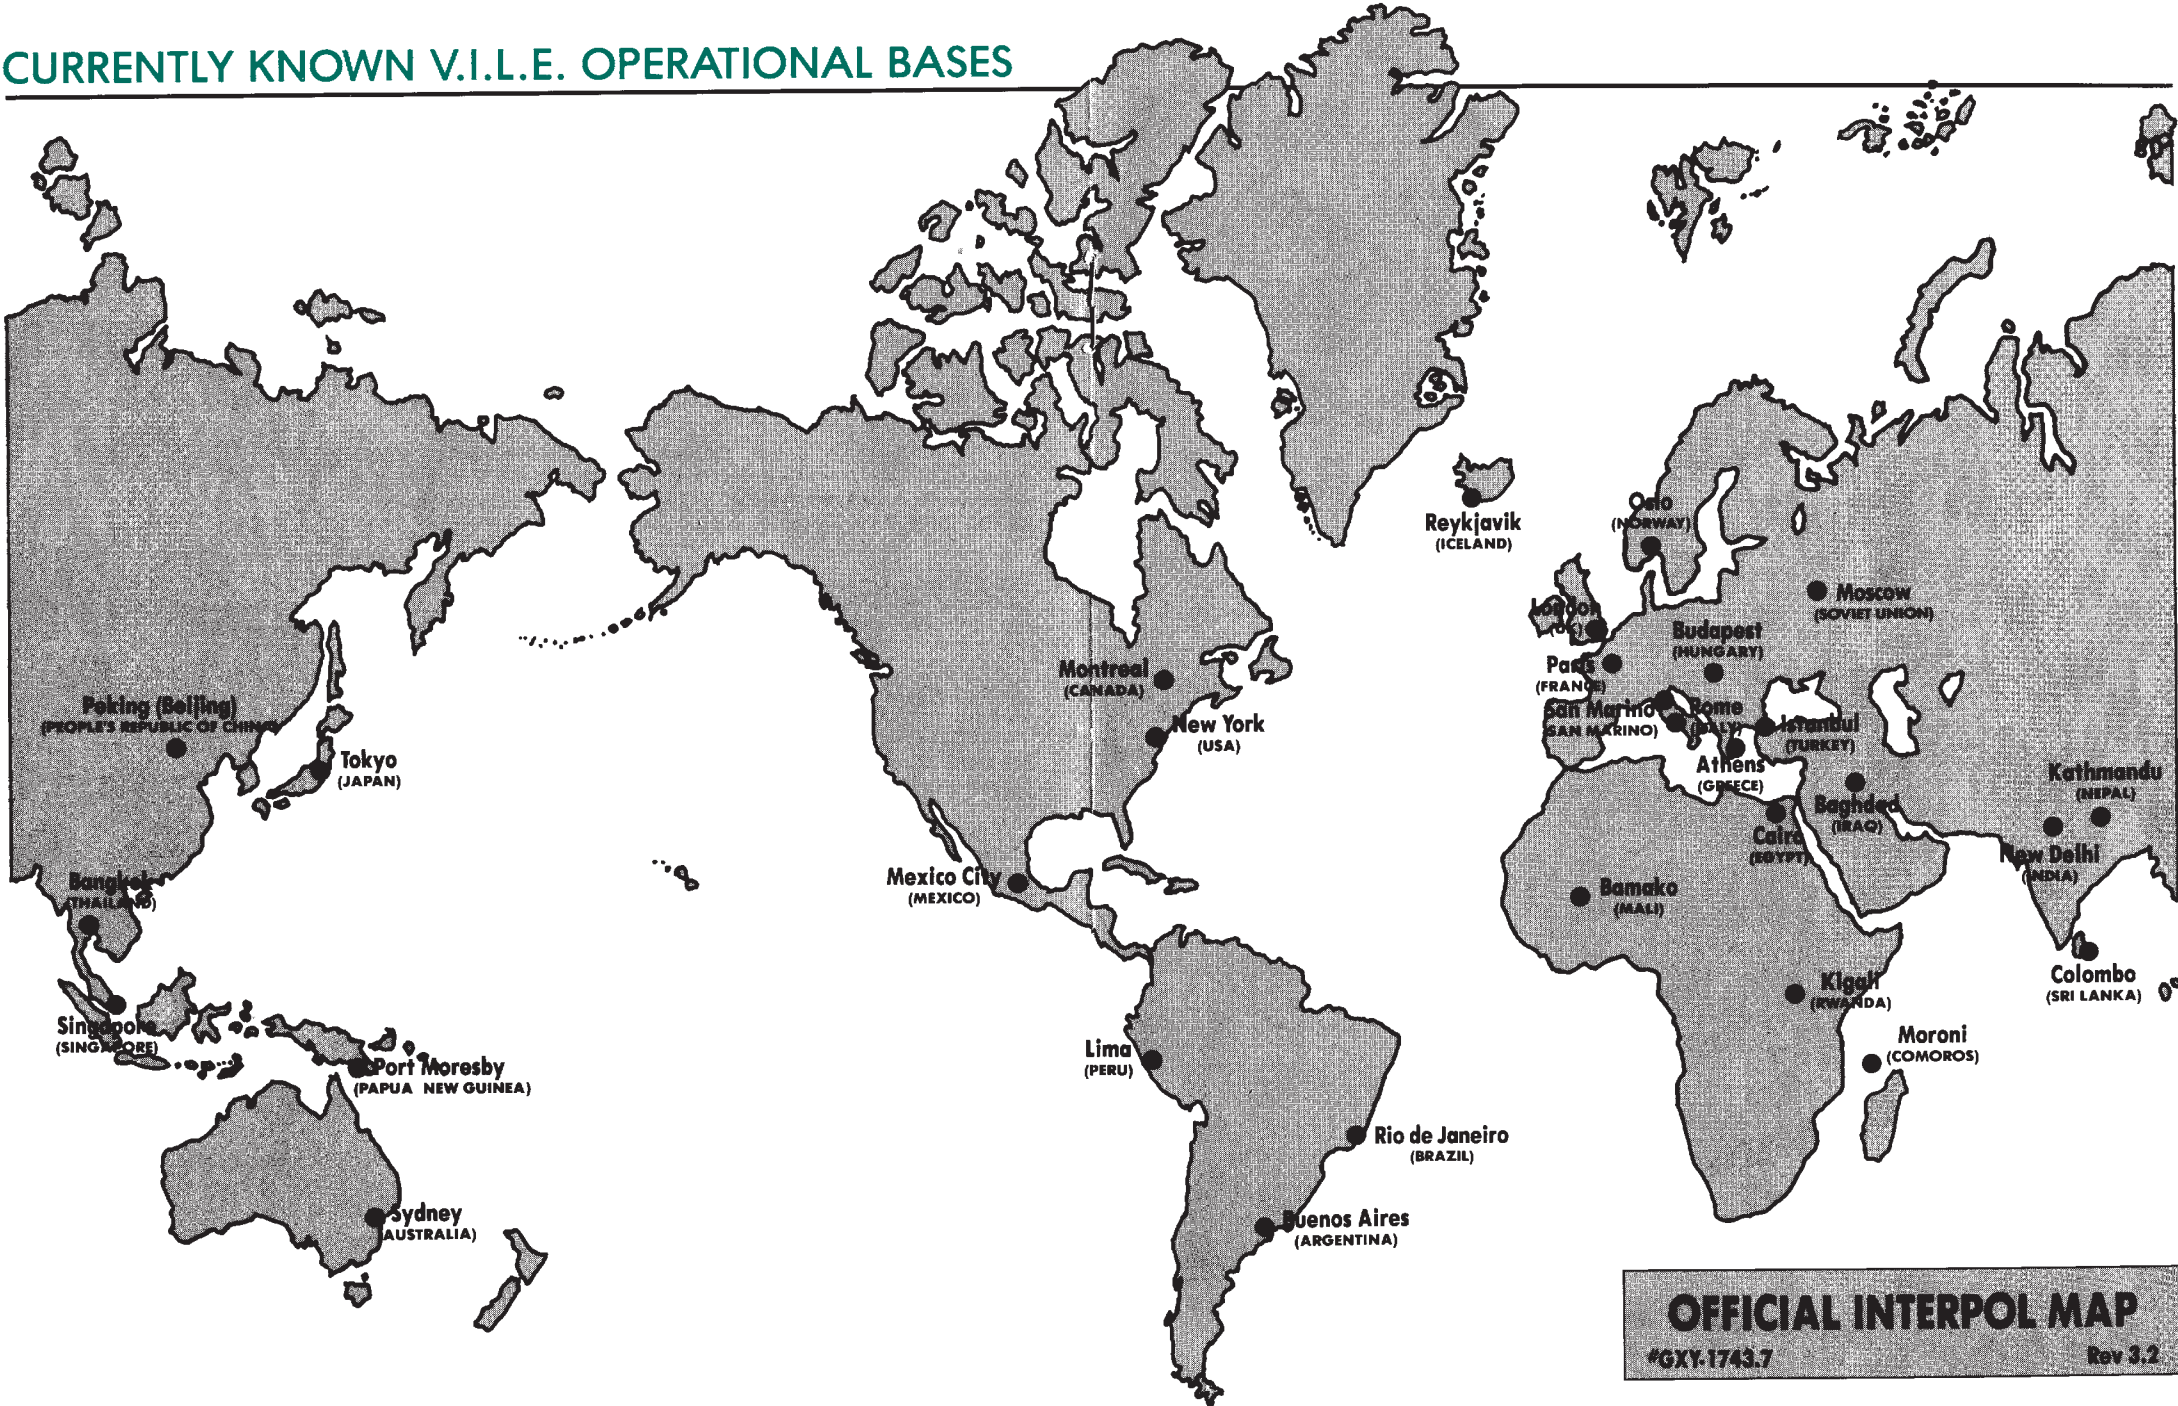 CURRENTLY KNOWN V.I.L.E. OPERATIONAL BASES
Reykjavik
(ICELAND)
Oslo
(NORWAY)
Moscow
(SOVIET UNION)
London
(UK)
Budapest
(HUNGARY)
Paris
(FRANCE)
San Marino
(SAN MARINO)
Rome
(ITALY)
Istanbul
(TURKEY)
Athens
(GREECE)
Montreal
(CANADA)
New York
(USA)
Peking (Beijing)
(PEOPLE'S REPUBLIC OF CHINA)
Tokyo
(JAPAN)
Kathmandu
(NEPAL)
Baghdad
(IRAQ)
Cairo
(EGYPT)
New Delhi
(INDIA)
Mexico City
(MEXICO)
Bangkok
(THAILAND)
Bamako
(MALI)
Colombo
(SRI LANKA)
Kigali
(RWANDA)
Singapore
(SINGAPORE)
Port Moresby
(PAPUA NEW GUINEA)
Lima
(PERU)
Moroni
(COMOROS)
Rio de Janeiro
(BRAZIL)
Sydney
(AUSTRALIA)
Buenos Aires
(ARGENTINA)
OFFICIAL INTERPOL MAP
#GXY-1743.7 Rev 3.2